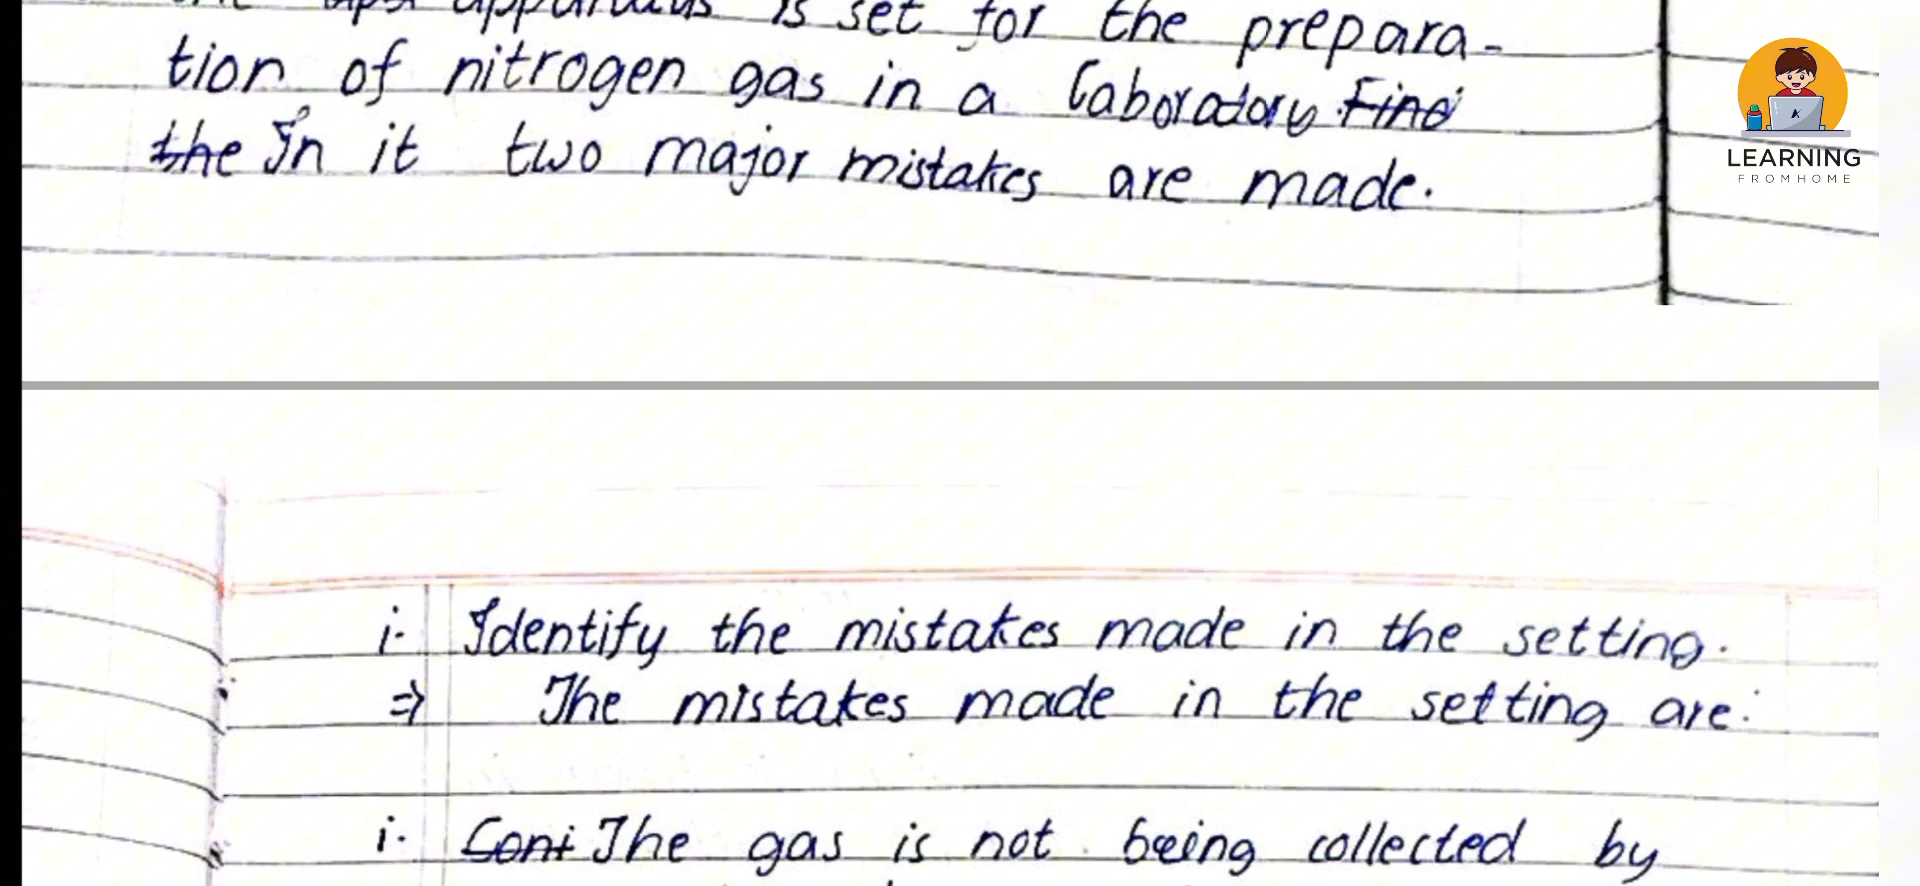 apparatus is set for the prepara-
tion of nitrogen gas in a laboratory Find
the In it two major mistakes are made.
LEARNING
FROMHOME
i. Identify the mistakes made in the setting.
⇒ The mistakes made in the setting are:
i. Cont The gas is not being collected by